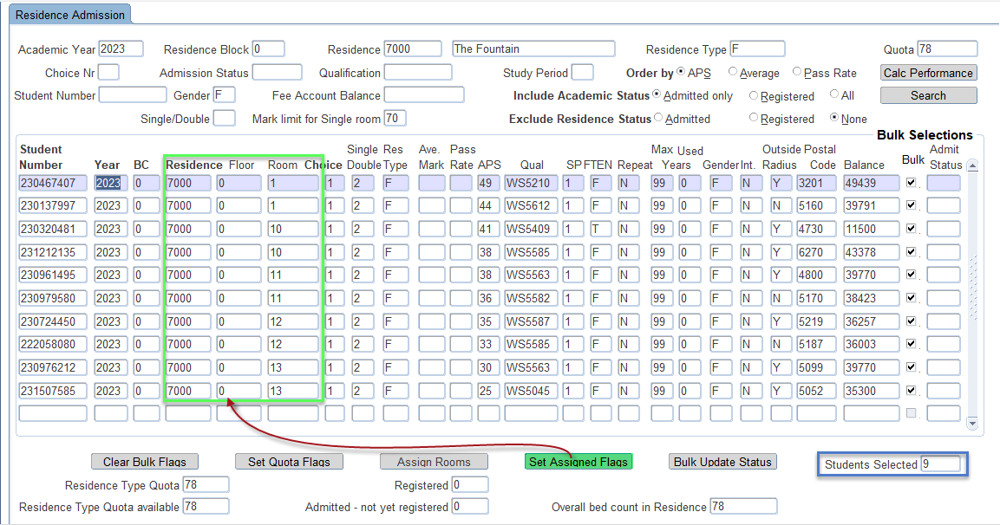 Residence Admission
Academic Year 2023 Residence Block 0 Residence 7000 The Fountain Residence Type F Quota 78
Choice Nr Admission Status Qualification Study Period Order by APS Average Pass Rate Calc Performance
Student Number Gender F Fee Account Balance Include Academic Status Admitted only Registered All Search
Single/Double Mark limit for Single room 70 Exclude Residence Status Admitted Registered None
Bulk Selections
Student Single Res Ave. Pass Max Used Outside Postal Admit
Number Year BC Residence Floor Room Choice Double Type Mark Rate APS Qual SP FTEN Repeat Years Gender Int. Radius Code Balance Bulk Status
230467407 2023 0 7000 0 1 1 2 F 49 WS5210 1 F N 99 0 F N Y 3201 49439 .
230137997 2023 0 7000 0 1 1 2 F 44 WS5612 1 F N 99 0 F N N 5160 39791 .
230320481 2023 0 7000 0 10 1 2 F 41 WS5409 1 T N 99 0 F N Y 4730 11500 .
231212135 2023 0 7000 0 10 1 2 F 38 WS5585 1 F N 99 0 F N Y 6270 43378 .
230961495 2023 0 7000 0 11 1 2 F 38 WS5563 1 F N 99 0 F N Y 4800 39770 .
230979580 2023 0 7000 0 11 1 2 F 36 WS5582 1 F N 99 0 F N N 5170 38423 .
230724450 2023 0 7000 0 12 1 2 F 35 WS5587 1 F N 99 0 F N Y 5219 36257 .
222058080 2023 0 7000 0 12 1 2 F 33 WS5585 1 F N 99 0 F N N 5187 36003 .
230976212 2023 0 7000 0 13 1 2 F 30 WS5563 1 F N 99 0 F N Y 5099 39770 .
231507585 2023 0 7000 0 13 1 2 F 25 WS5045 1 F N 99 0 F N Y 5052 35300 .
Clear Bulk Flags Set Quota Flags Assign Rooms Set Assigned Flags Bulk Update Status Students Selected 9
Residence Type Quota 78 Registered 0
Residence Type Quota available 78 Admitted - not yet registered 0 Overall bed count in Residence 78